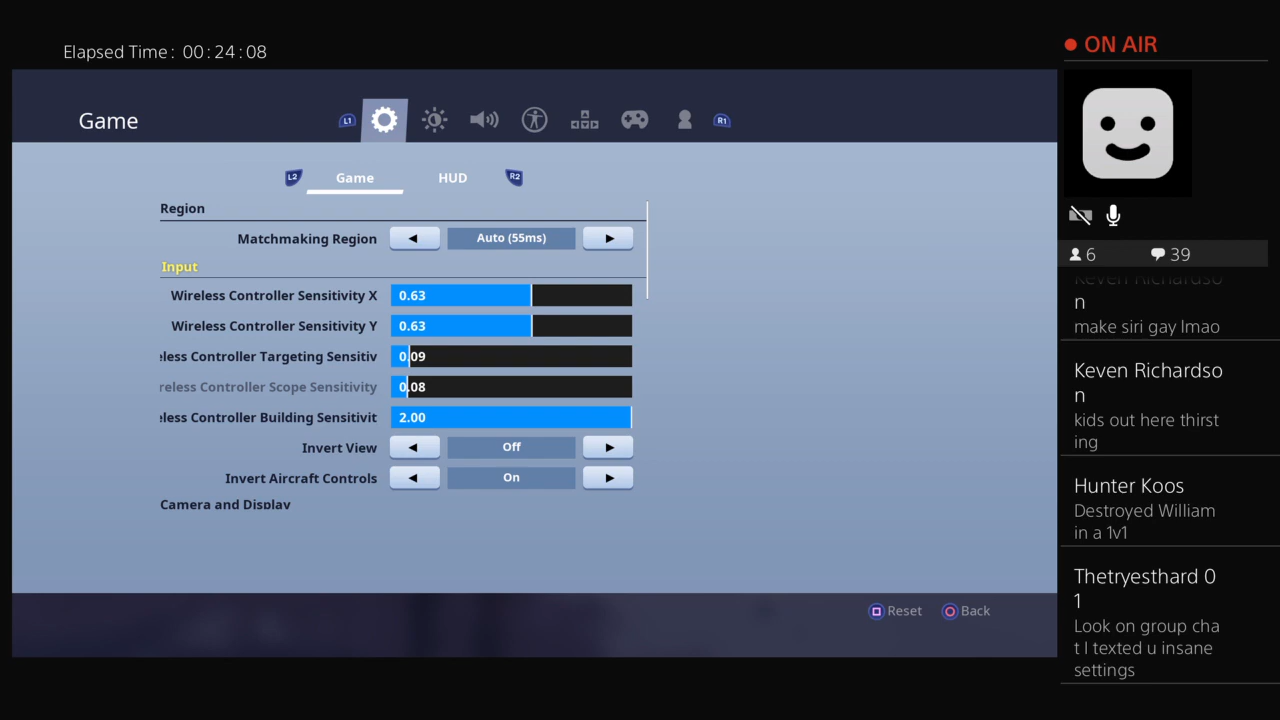 Elapsed Time: 00:24:08
ON AIR
Game
L1
R1
L2
Game
HUD
R2
Region
Matchmaking Region
Auto (55ms)
Input
Wireless Controller Sensitivity X
0.63
Wireless Controller Sensitivity Y
0.63
eless Controller Targeting Sensitiv
0.09
reless Controller Scope Sensitivity
0.08
eless Controller Building Sensitivit
2.00
Invert View
Off
Invert Aircraft Controls
On
Camera and Display
Reset
Back
6
39
Keven Richardso
n
make siri gay lmao
Keven Richardso
n
kids out here thirst
ing
Hunter Koos
Destroyed William
in a 1v1
Thetryesthard 0
1
Look on group cha
t I texted u insane
settings